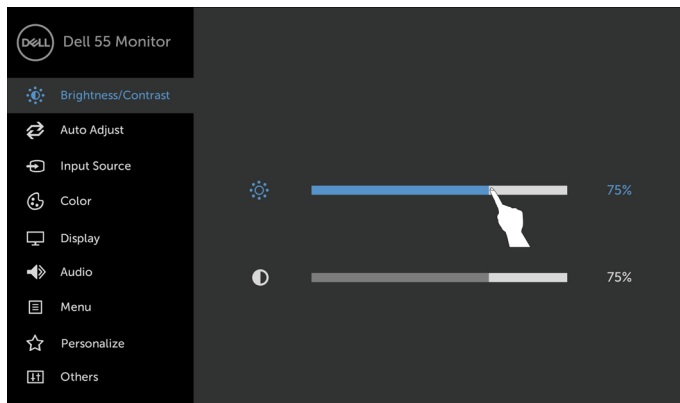 DELL
Dell 55 Monitor
Brightness/Contrast
Auto Adjust
Input Source
Color
Display
Audio
Menu
Personalize
Others
75%
75%